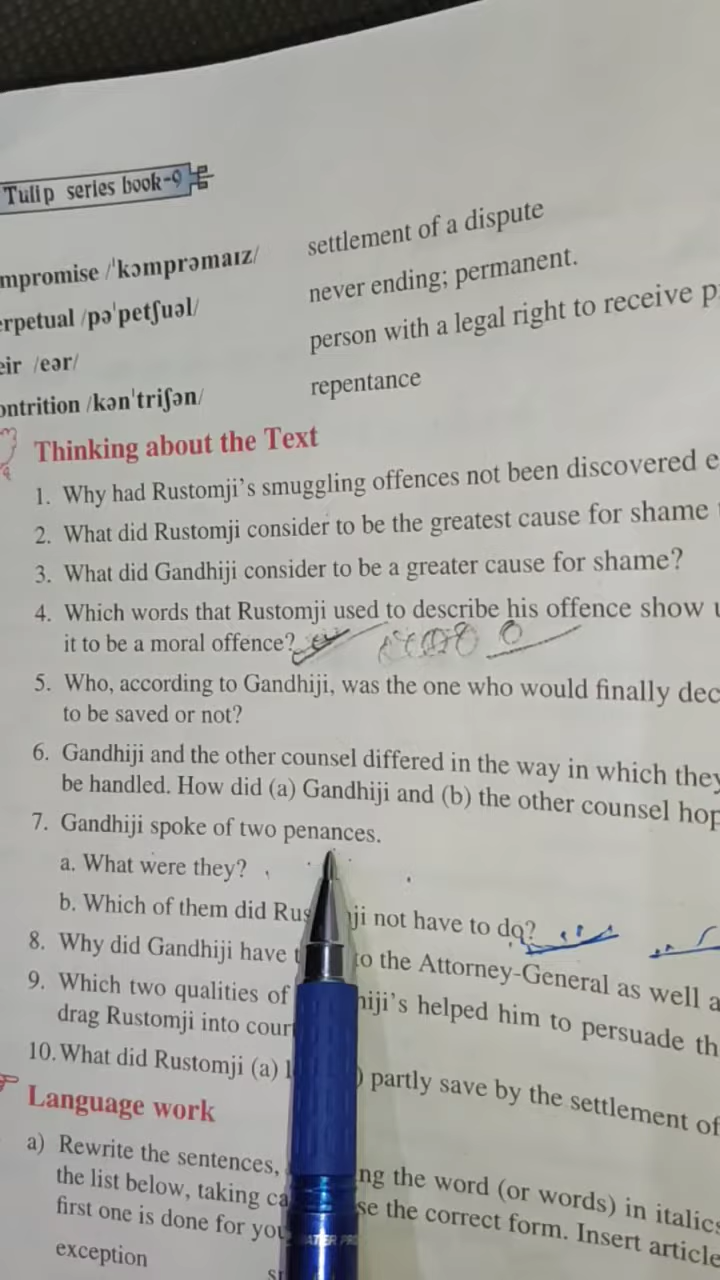 Tulip series book-9
mpromise /'kɔmprəmaɪz/ settlement of a dispute
erpetual /pə'petʃuəl/ never ending; permanent.
eir /eər/ person with a legal right to receive p
ontrition /kən'triʃən/ repentance
Thinking about the Text
1. Why had Rustomji's smuggling offences not been discovered e
2. What did Rustomji consider to be the greatest cause for shame
3. What did Gandhiji consider to be a greater cause for shame?
4. Which words that Rustomji used to describe his offence show u
it to be a moral offence?
5. Who, according to Gandhiji, was the one who would finally dec
to be saved or not?
6. Gandhiji and the other counsel differed in the way in which they
be handled. How did (a) Gandhiji and (b) the other counsel hop
7. Gandhiji spoke of two penances.
a. What were they?
b. Which of them did Rus ji not have to do?
8. Why did Gandhiji have t to the Attorney-General as well a
9. Which two qualities of hiji's helped him to persuade th
drag Rustomji into cour
10. What did Rustomji (a) l ) partly save by the settlement of
Language work
a) Rewrite the sentences, ng the word (or words) in italics
the list below, taking ca se the correct form. Insert article
first one is done for you
exception